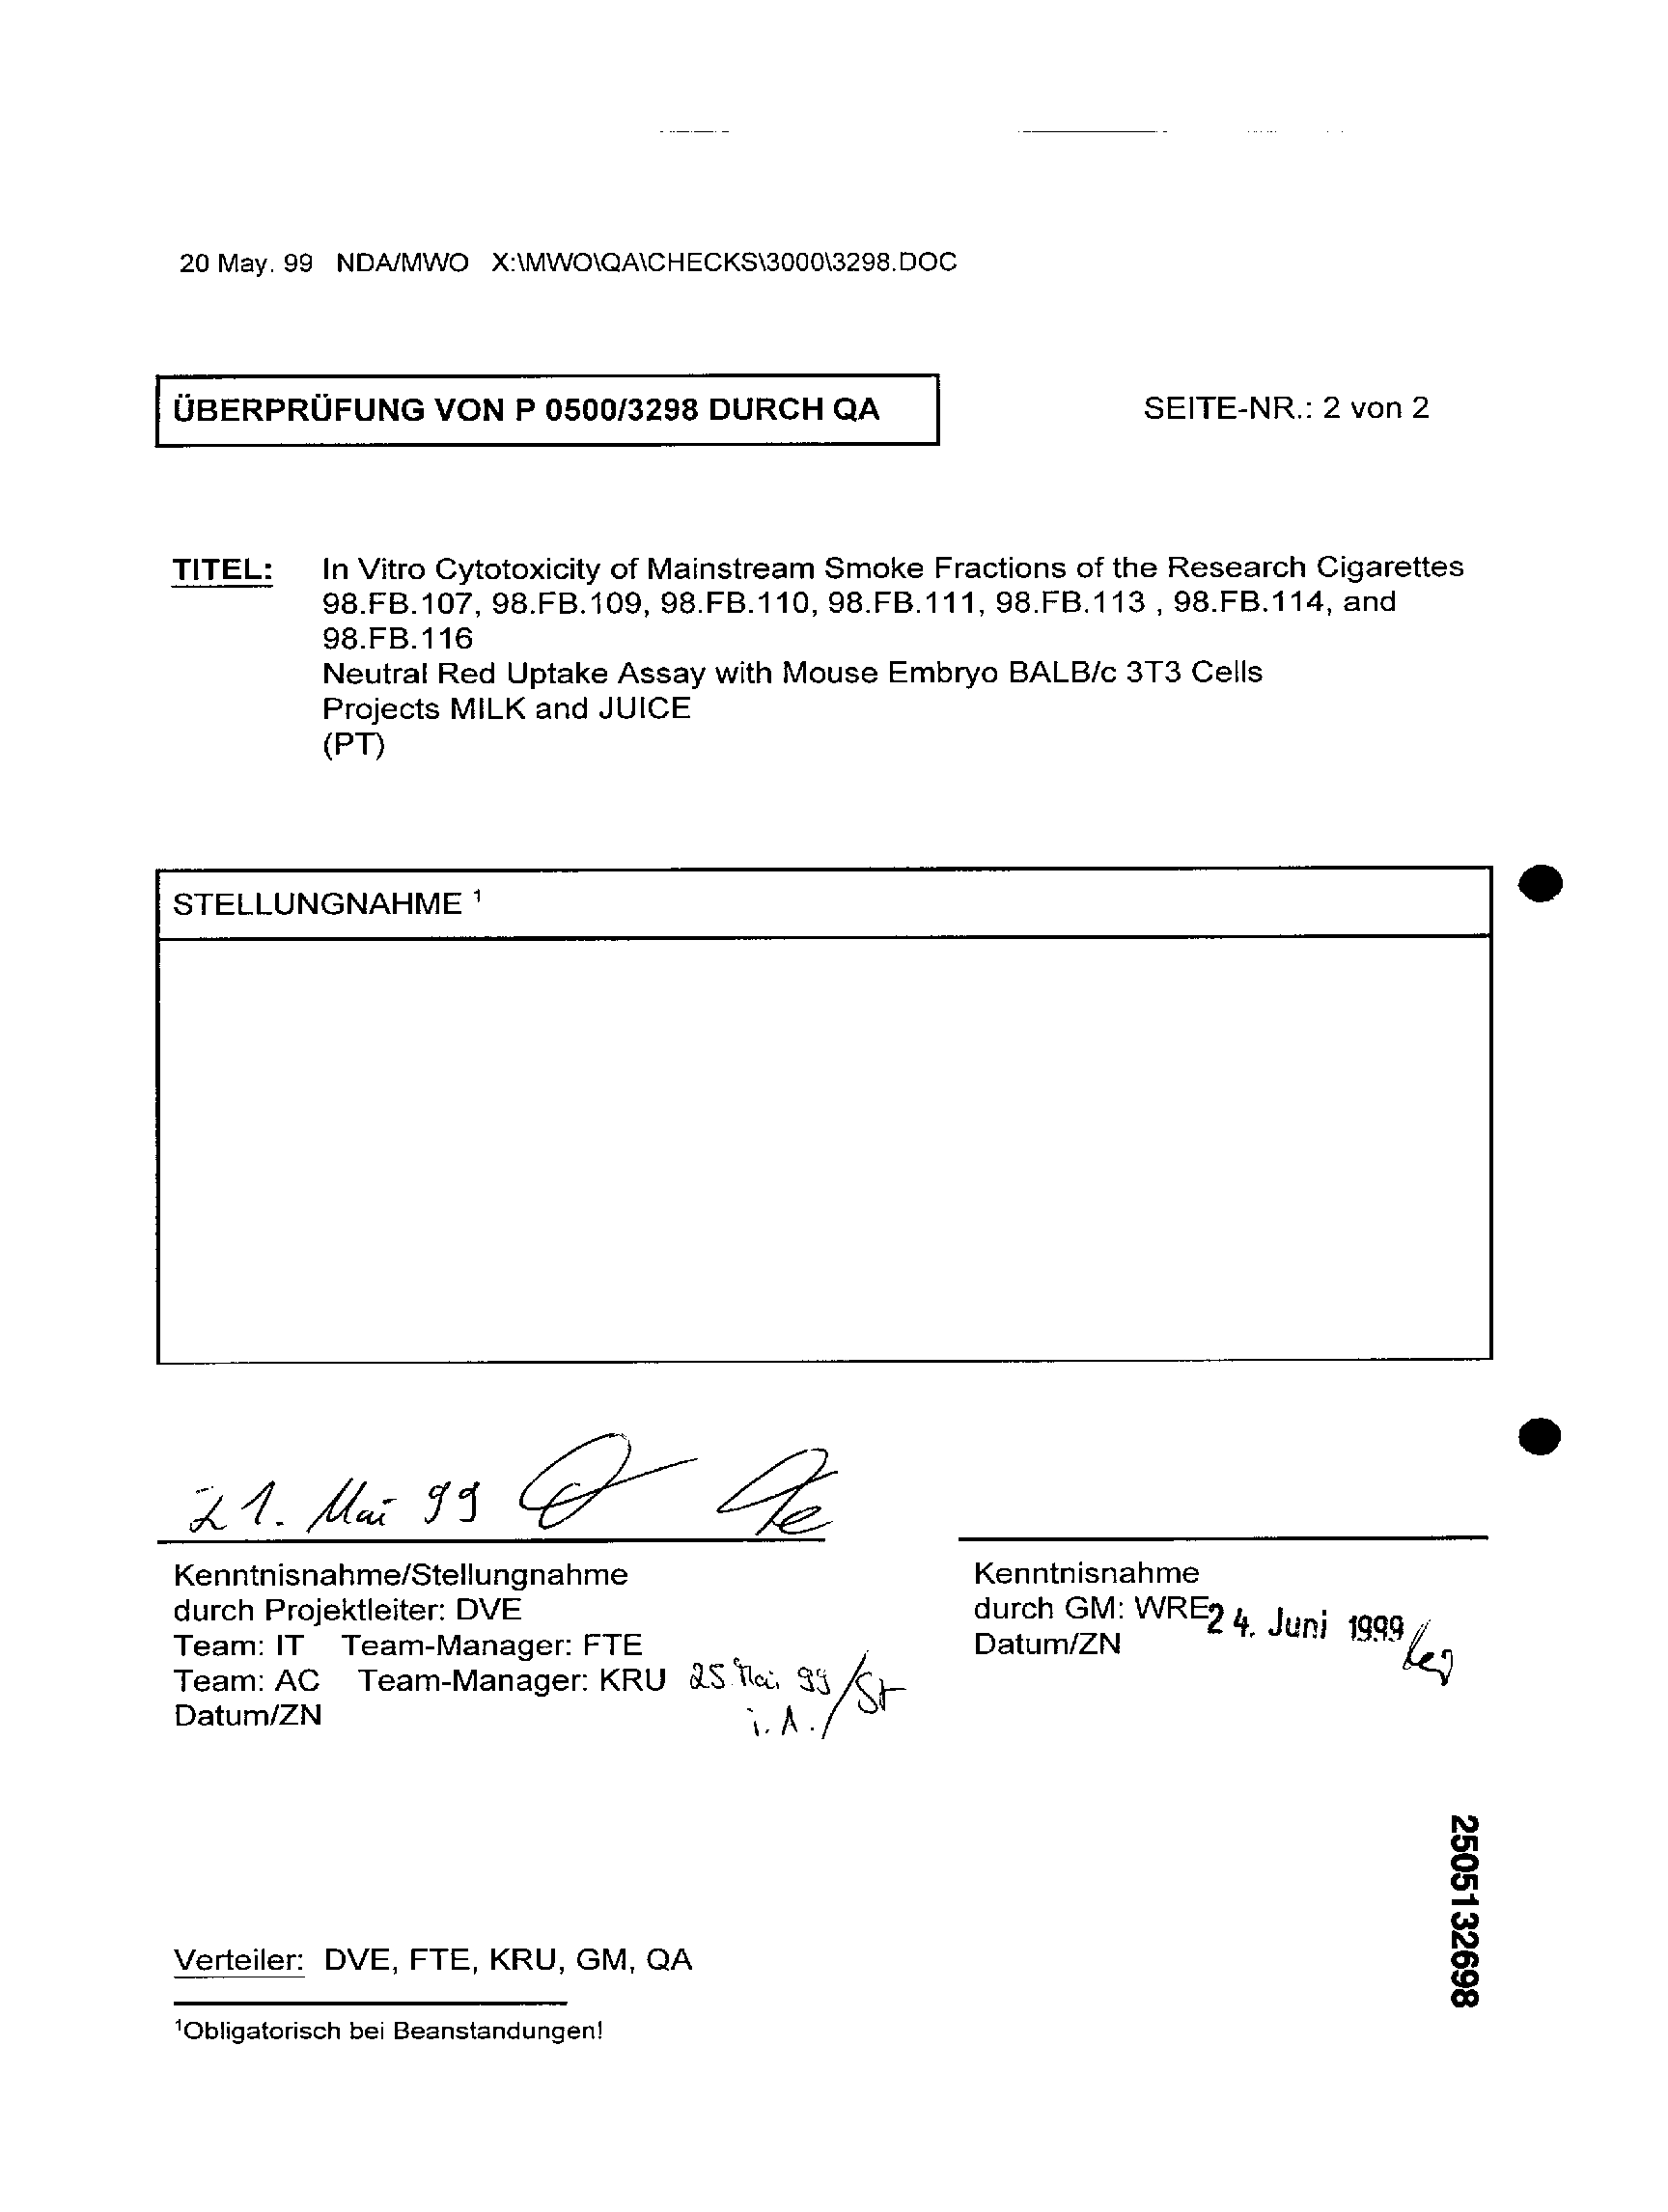 20 May. 99 NDA/MWO X:\MWO\QA\CHECKS\3000\3298.DOC
ÜBERPRÜFUNG VON P 0500/3298 DURCH QA
SEITE-NR.: 2 von 2
TITEL: In Vitro Cytotoxicity of Mainstream Smoke Fractions of the Research Cigarettes
98.FB.107, 98.FB.109, 98.FB.110, 98.FB.111, 98.FB.113 , 98.FB.114, and
98.FB.116
Neutral Red Uptake Assay with Mouse Embryo BALB/c 3T3 Cells
Projects MILK and JUICE
(PT)
STELLUNGNAHME ¹
21. Mai 99
Kenntnisnahme/Stellungnahme
durch Projektleiter: DVE
Team: IT Team-Manager: FTE
Team: AC Team-Manager: KRU 25. Mai 99
i.A.
Datum/ZN
Kenntnisnahme
durch GM: WRE 24. Juni 1999
Datum/ZN
2505132698
Verteiler: DVE, FTE, KRU, GM, QA
¹Obligatorisch bei Beanstandungen!